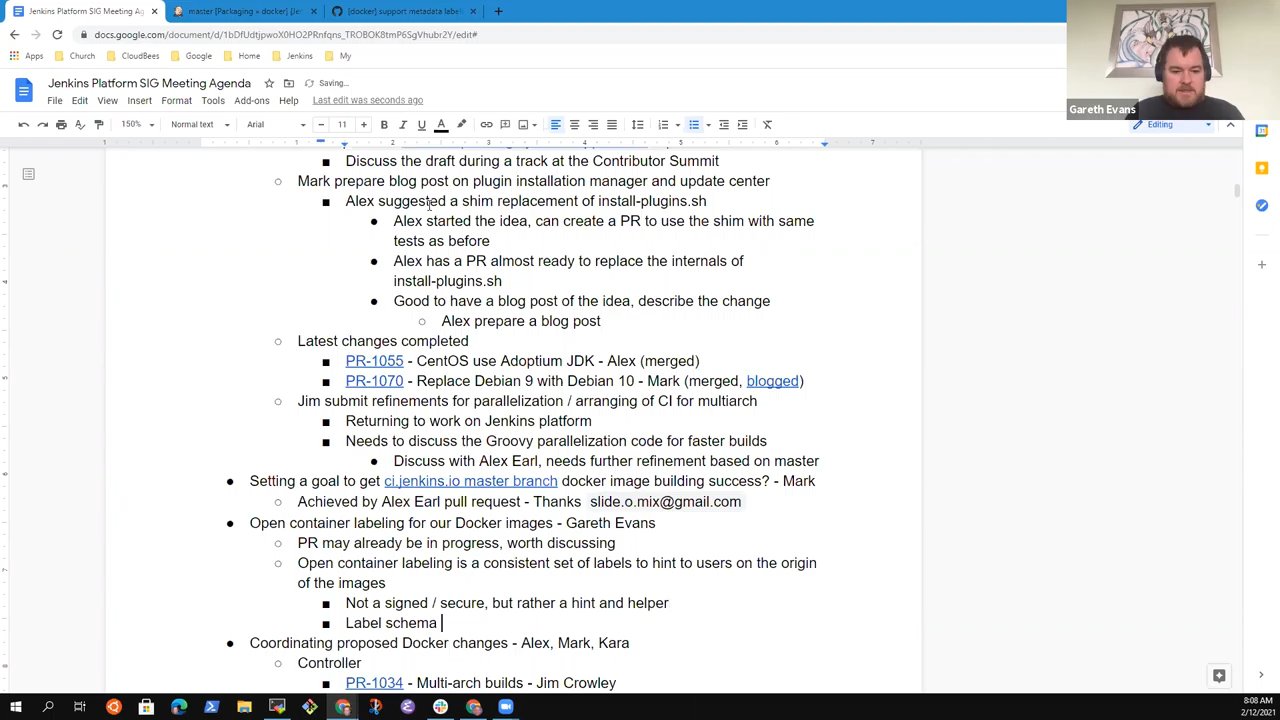 Jenkins Platform SIG Meeting Ag
master [Packaging » docker] [Je
[docker] support metadata label
docs.google.com/document/d/1bDfUdtjpwoX0HO2PRnfqns_TROBOK8tmP6SgVhubr2Y/edit#
Apps Church CloudBees Google Home Jenkins My
Gareth Evans
Jenkins Platform SIG Meeting Agenda
Saving...
File Edit View Insert Format Tools Add-ons Help Last edit was seconds ago
150% Normal text Arial 11 Editing
1 1 2 3 4 5 6 7
Discuss the draft during a track at the Contributor Summit
Mark prepare blog post on plugin installation manager and update center
Alex suggested a shim replacement of install-plugins.sh
Alex started the idea, can create a PR to use the shim with same
tests as before
Alex has a PR almost ready to replace the internals of
install-plugins.sh
Good to have a blog post of the idea, describe the change
Alex prepare a blog post
Latest changes completed
PR-1055 - CentOS use Adoptium JDK - Alex (merged)
PR-1070 - Replace Debian 9 with Debian 10 - Mark (merged, blogged)
Jim submit refinements for parallelization / arranging of CI for multiarch
Returning to work on Jenkins platform
Needs to discuss the Groovy parallelization code for faster builds
Discuss with Alex Earl, needs further refinement based on master
Setting a goal to get ci.jenkins.io master branch docker image building success? - Mark
Achieved by Alex Earl pull request - Thanks slide.o.mix@gmail.com
Open container labeling for our Docker images - Gareth Evans
PR may already be in progress, worth discussing
Open container labeling is a consistent set of labels to hint to users on the origin
of the images
Not a signed / secure, but rather a hint and helper
Label schema
Coordinating proposed Docker changes - Alex, Mark, Kara
Controller
PR-1034 - Multi-arch builds - Jim Crowley
8:08 AM
2/12/2021